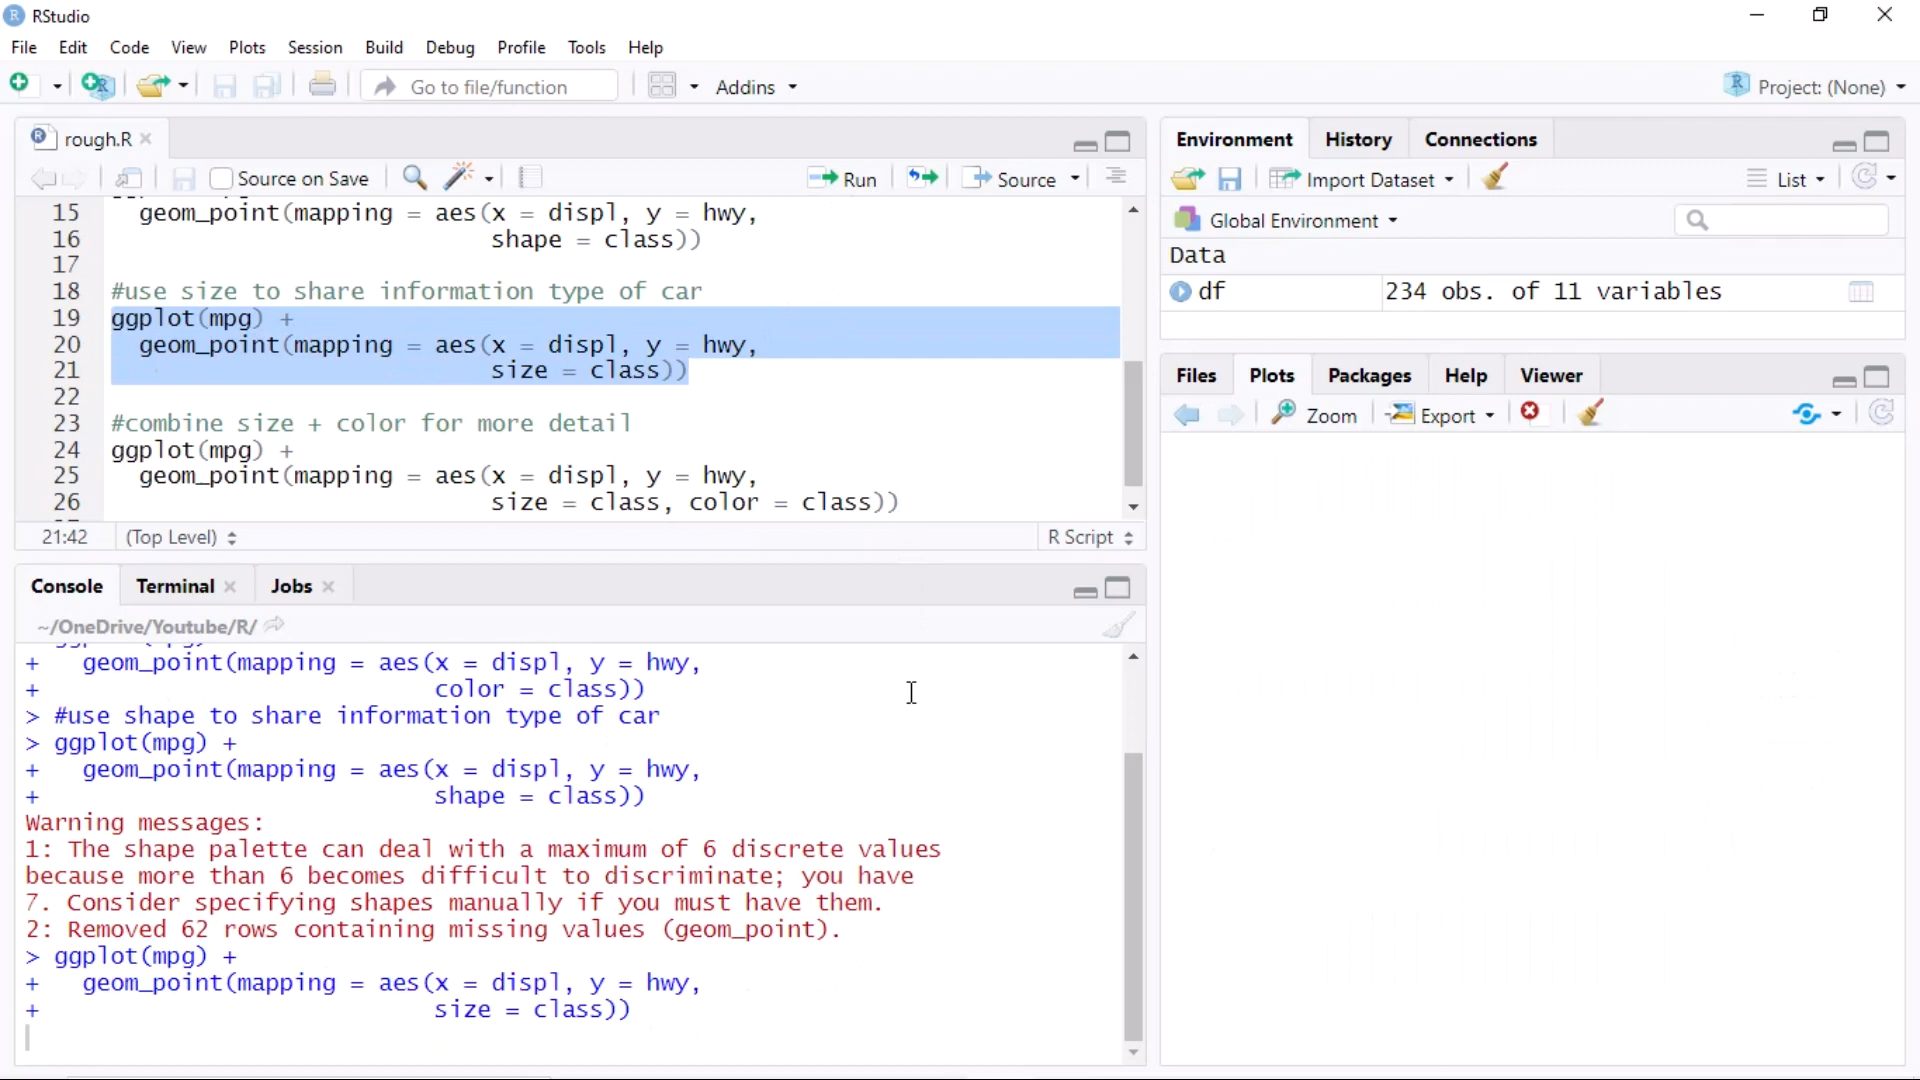 RStudio
File Edit Code View Plots Session Build Debug Profile Tools Help
Go to file/function Addins Project: (None)
rough.R
Source on Save Run Source
15 geom_point(mapping = aes(x = displ, y = hwy,
16 shape = class))
17
18 #use size to share information type of car
19 ggplot(mpg) +
20 geom_point(mapping = aes(x = displ, y = hwy,
21 size = class))
22
23 #combine size + color for more detail
24 ggplot(mpg) +
25 geom_point(mapping = aes(x = displ, y = hwy,
26 size = class, color = class))
21:42 (Top Level) R Script
Console Terminal Jobs
~/OneDrive/Youtube/R/
+ geom_point(mapping = aes(x = displ, y = hwy,
+ color = class))
> #use shape to share information type of car
> ggplot(mpg) +
+ geom_point(mapping = aes(x = displ, y = hwy,
+ shape = class))
Warning messages:
1: The shape palette can deal with a maximum of 6 discrete values
because more than 6 becomes difficult to discriminate; you have
7. Consider specifying shapes manually if you must have them.
2: Removed 62 rows containing missing values (geom_point).
> ggplot(mpg) +
+ geom_point(mapping = aes(x = displ, y = hwy,
+ size = class))
Environment History Connections
Import Dataset List
Global Environment
Data
df 234 obs. of 11 variables
Files Plots Packages Help Viewer
Zoom Export